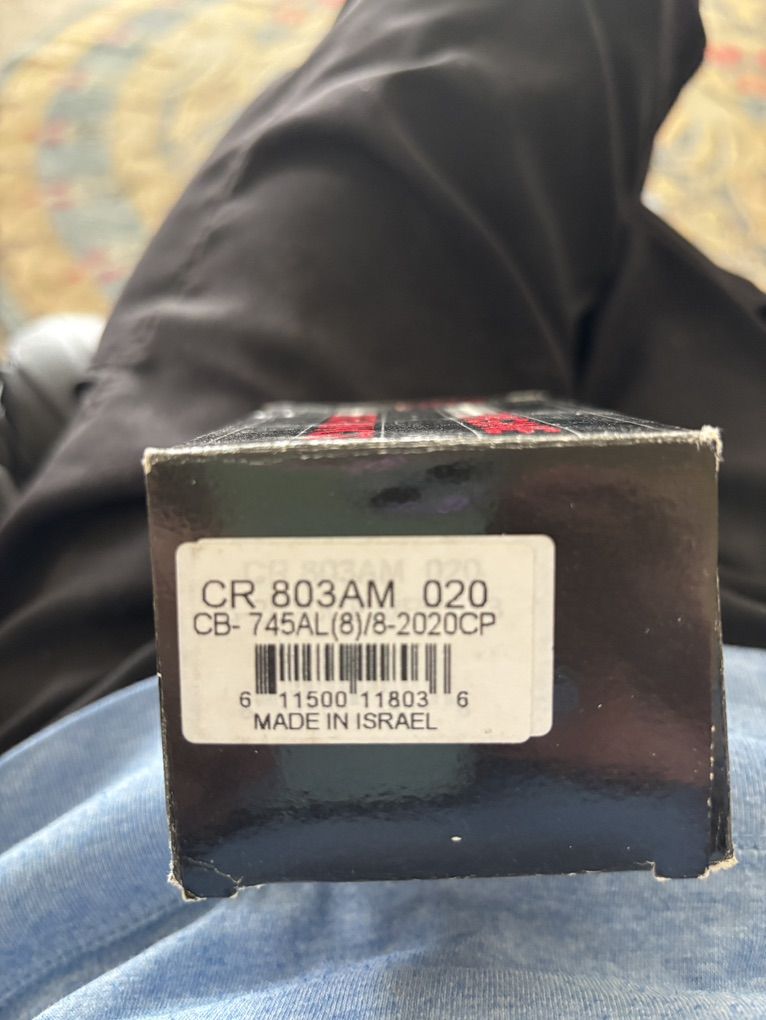 CR 803AM 020
CB- 745AL(8)/8-2020CP
6 11500 11803 6
MADE IN ISRAEL